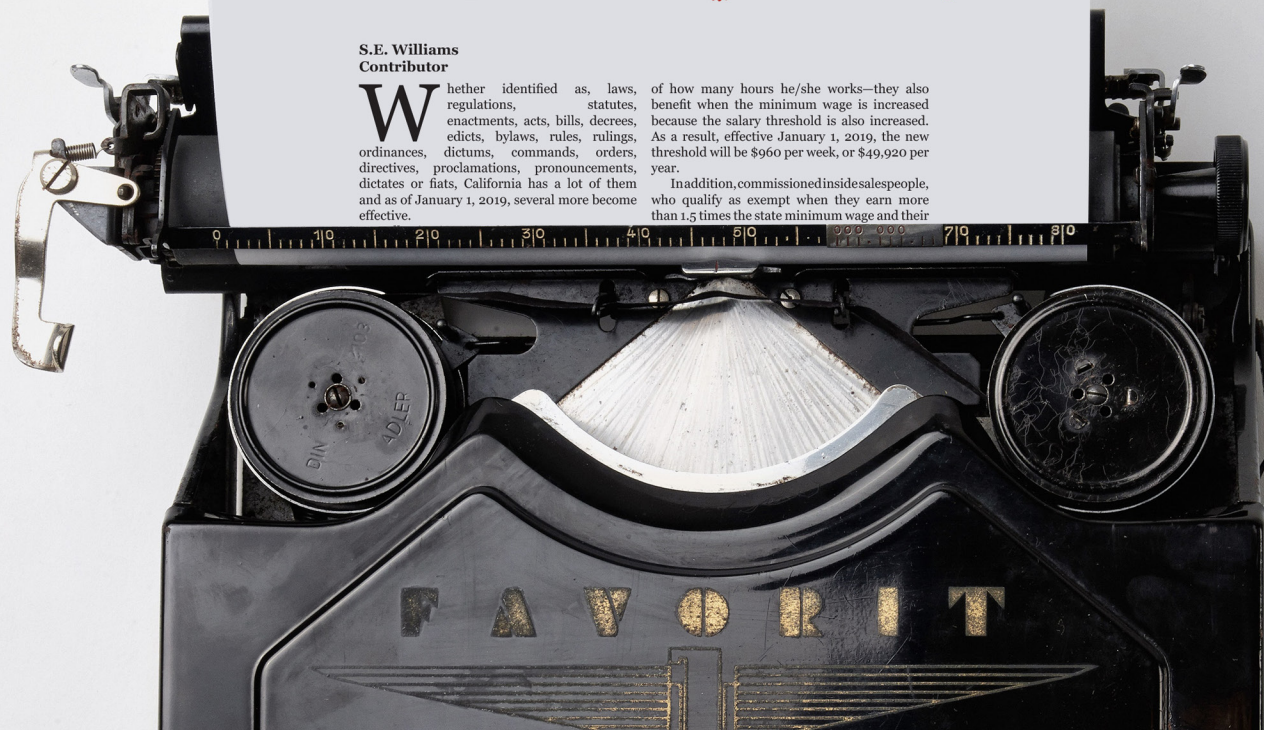 S.E. Williams
Contributor
Whether identified as, laws,
regulations, statutes,
enactments, acts, bills, decrees,
edicts, bylaws, rules, rulings,
ordinances, dictums, commands, orders,
directives, proclamations, pronouncements,
dictates or fiats, California has a lot of them
and as of January 1, 2019, several more become
effective.
of how many hours he/she works—they also
benefit when the minimum wage is increased
because the salary threshold is also increased.
As a result, effective January 1, 2019, the new
threshold will be $960 per week, or $49,920 per
year.
In addition, commissioned inside salespeople,
who qualify as exempt when they earn more
than 1.5 times the state minimum wage and their
0 10 20 30 40 50 70 80
DIN ADLER
FAVORIT